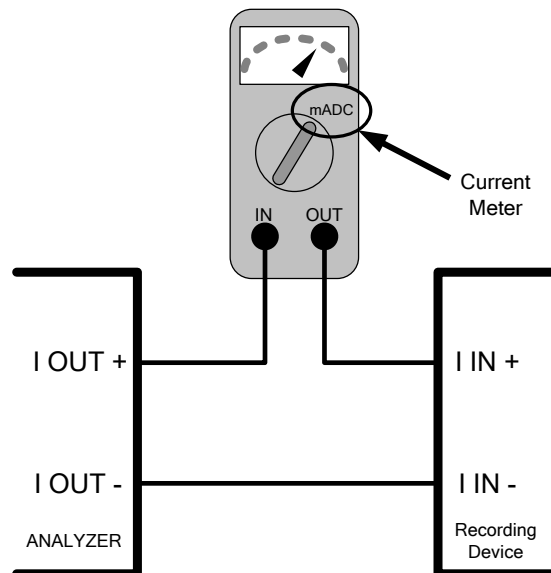 mADC
Current
Meter
IN OUT
I OUT +
I IN +
I OUT -
I IN -
ANALYZER
Recording
Device